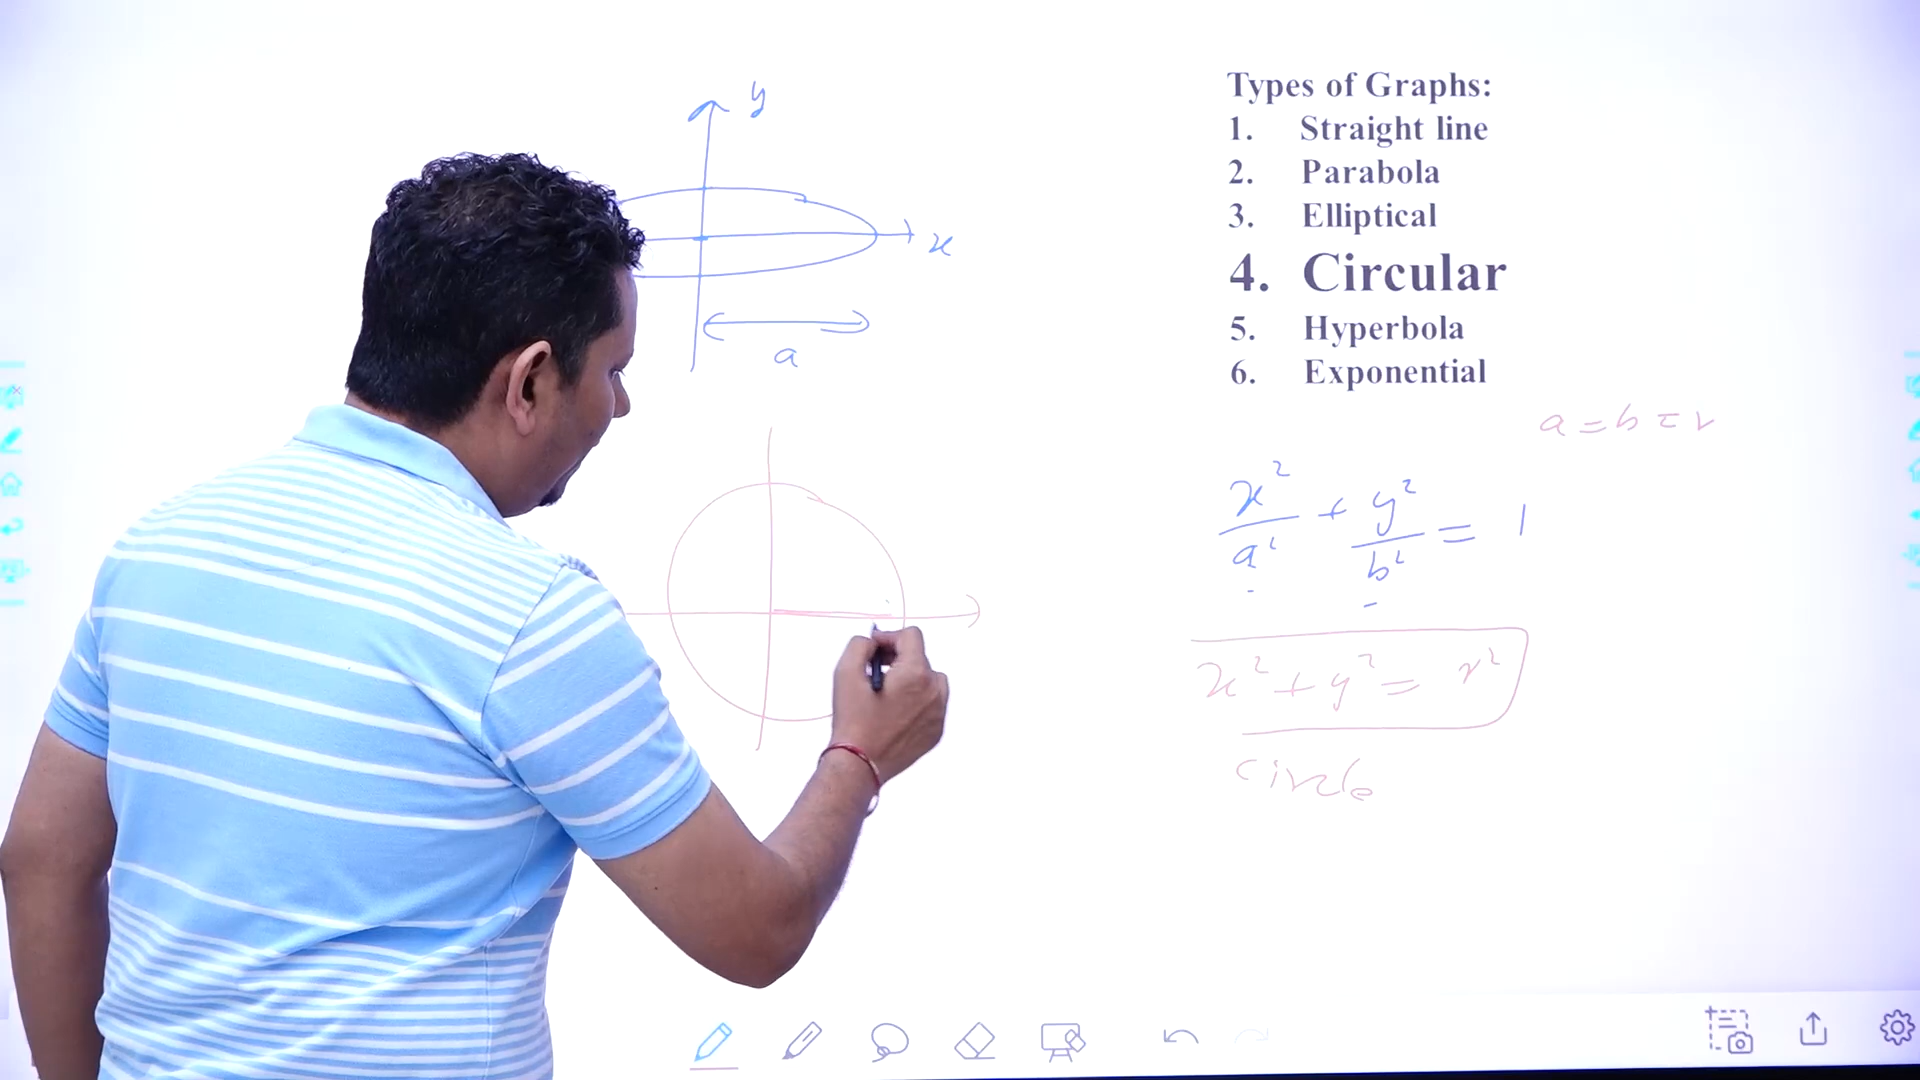 Types of Graphs:
1. Straight line
2. Parabola
3. Elliptical
4. Circular
5. Hyperbola
6. Exponential
y
x
a
a = b = r
x²/a² + y²/b² = 1
x² + y² = r²
circle